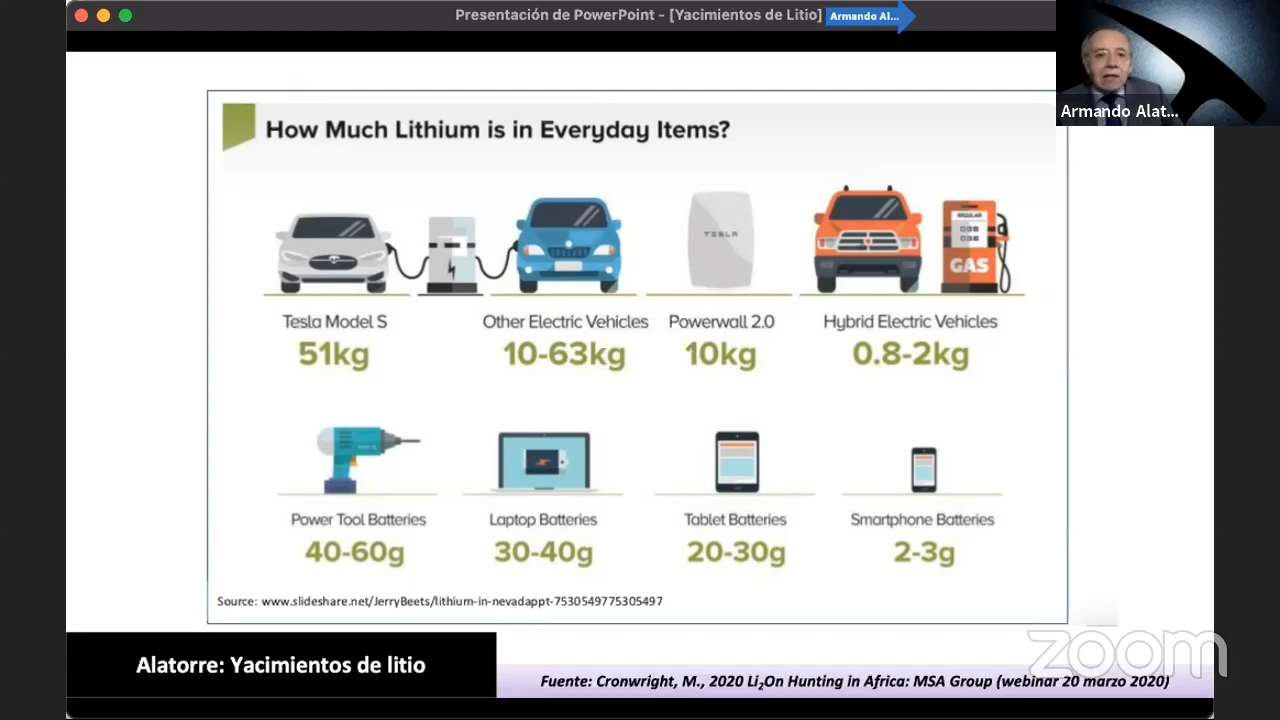 Presentación de PowerPoint - [Yacimientos de Litio]
Armando Al...
Armando Alat...
How Much Lithium is in Everyday Items?
TESLA
REGULAR
GAS
Tesla Model S
Other Electric Vehicles
Powerwall 2.0
Hybrid Electric Vehicles
51kg
10-63kg
10kg
0.8-2kg
Power Tool Batteries
Laptop Batteries
Tablet Batteries
Smartphone Batteries
40-60g
30-40g
20-30g
2-3g
Source: www.slideshare.net/JerryBeets/lithium-in-nevadappt-7530549775305497
zoom
Alatorre: Yacimientos de litio
Fuente: Cronwright, M., 2020 Li₂On Hunting in Africa: MSA Group (webinar 20 marzo 2020)